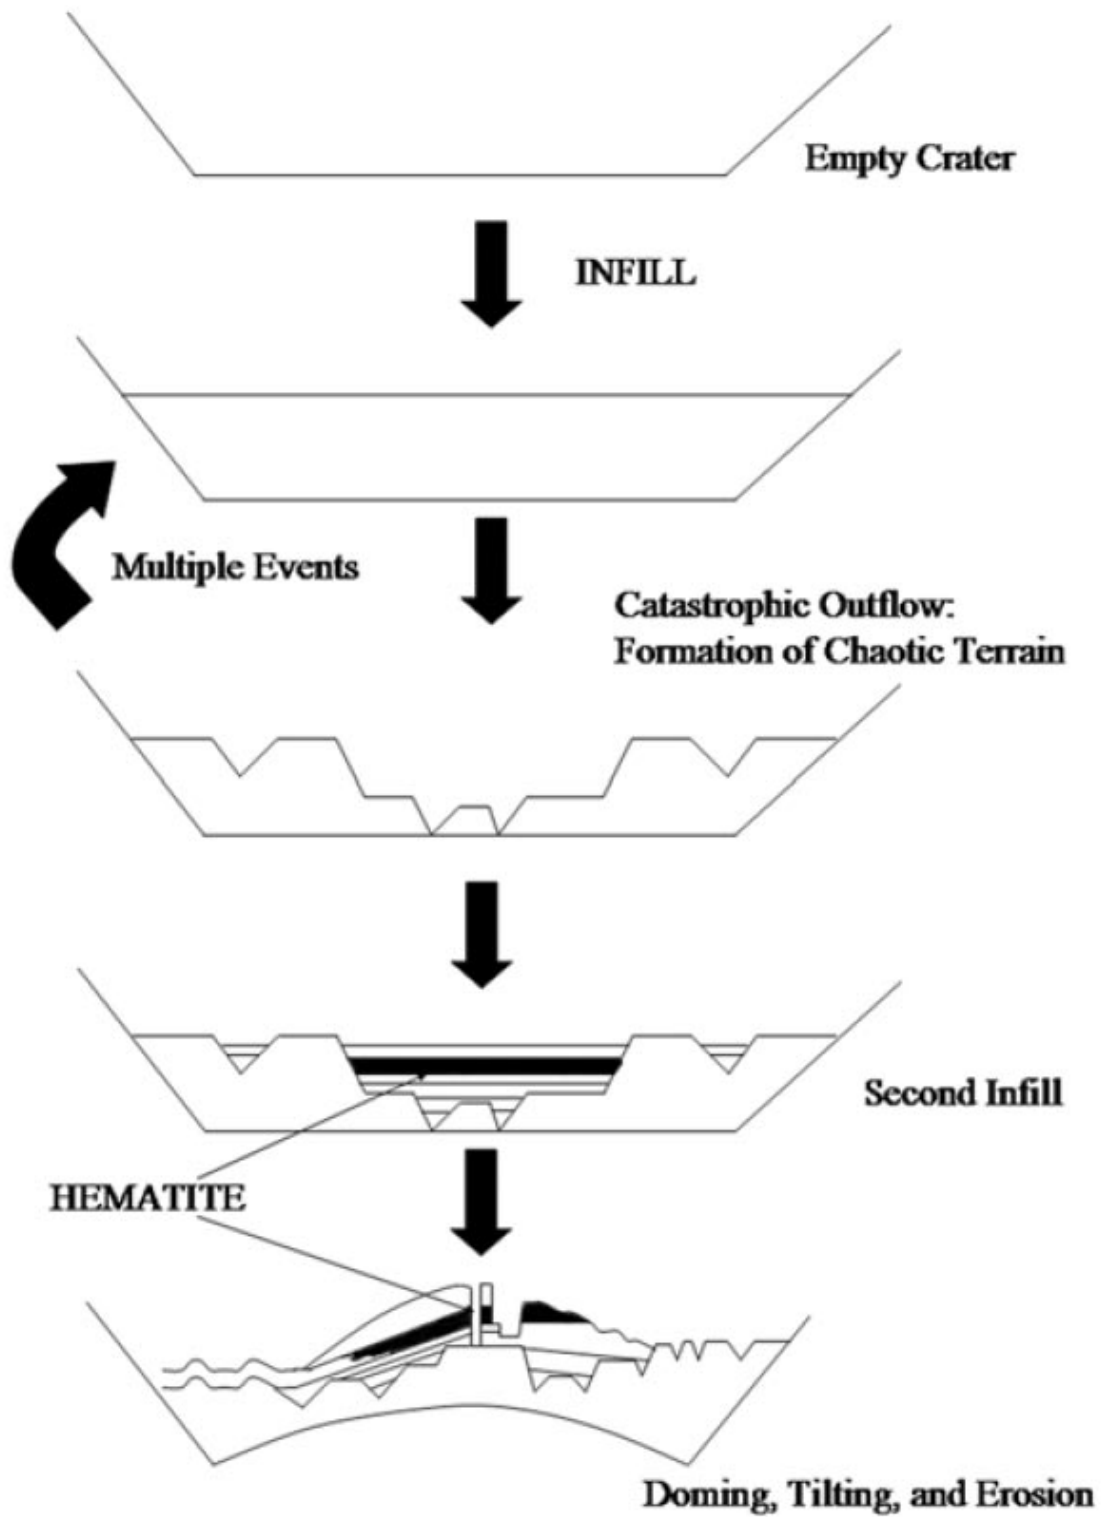 Empty Crater
INFILL
Multiple Events
Catastrophic Outflow:
Formation of Chaotic Terrain
Second Infill
HEMATITE
Doming, Tilting, and Erosion